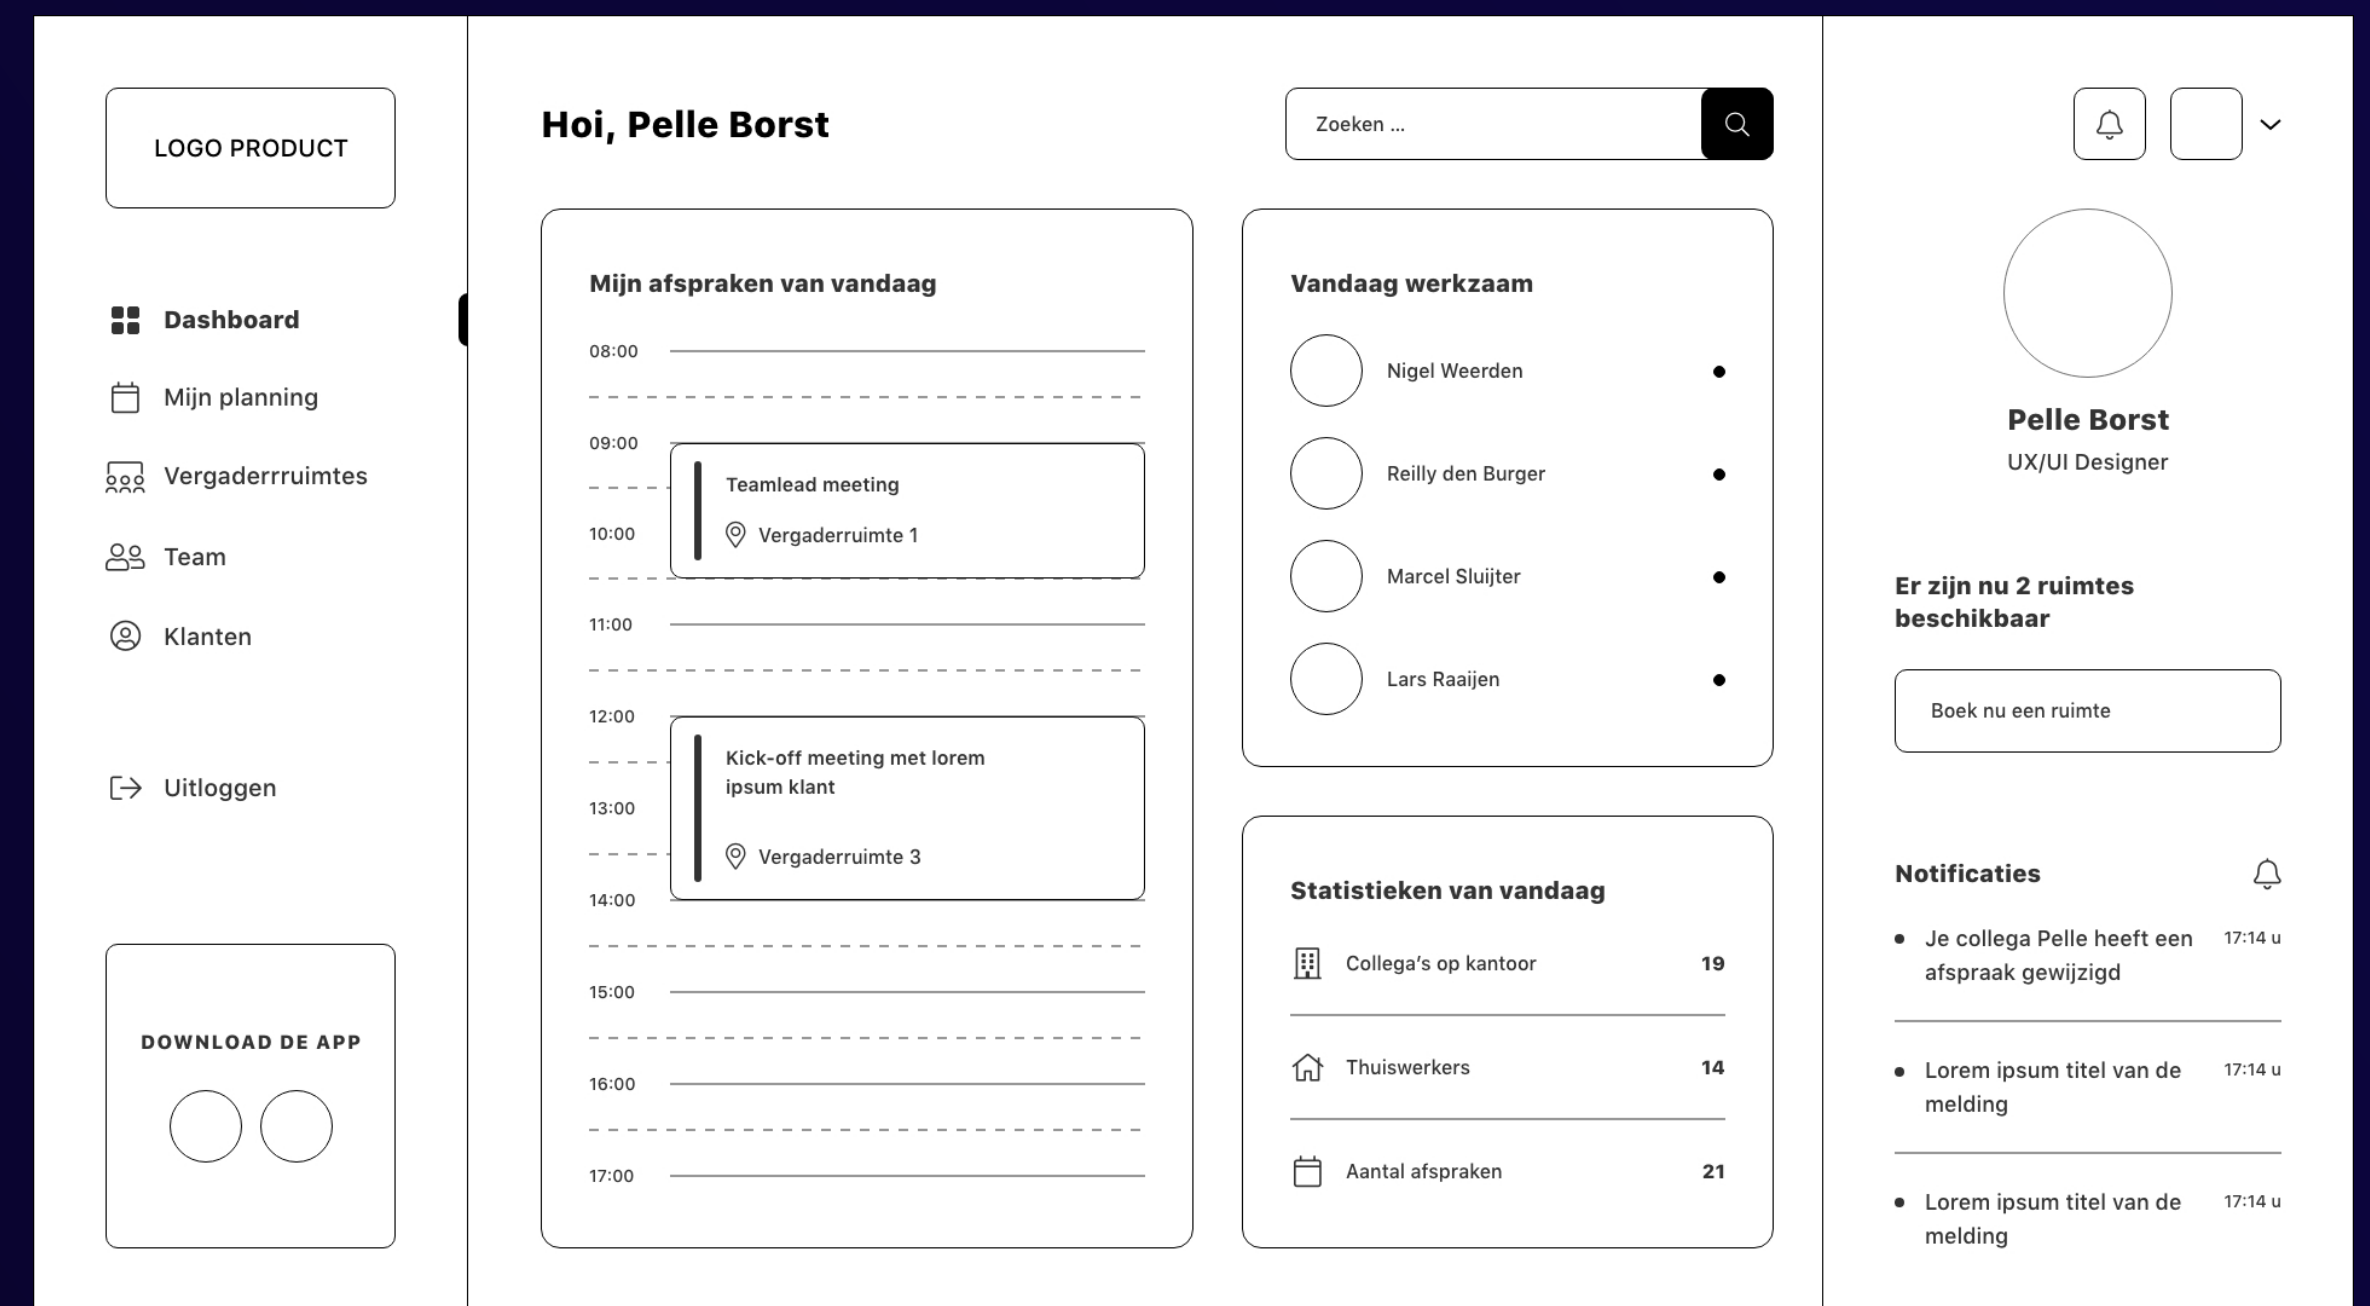 LOGO PRODUCT
Dashboard
Mijn planning
Vergaderrruimtes
Team
Klanten
Uitloggen
DOWNLOAD DE APP
Hoi, Pelle Borst
Zoeken ...
Mijn afspraken van vandaag
08:00
09:00
Teamlead meeting
Vergaderruimte 1
10:00
11:00
12:00
Kick-off meeting met lorem
ipsum klant
13:00
Vergaderruimte 3
14:00
15:00
16:00
17:00
Vandaag werkzaam
Nigel Weerden
Reilly den Burger
Marcel Sluijter
Lars Raaijen
Statistieken van vandaag
Collega’s op kantoor 19
Thuiswerkers 14
Aantal afspraken 21
Pelle Borst
UX/UI Designer
Er zijn nu 2 ruimtes
beschikbaar
Boek nu een ruimte
Notificaties
Je collega Pelle heeft een 17:14 u
afspraak gewijzigd
Lorem ipsum titel van de 17:14 u
melding
Lorem ipsum titel van de 17:14 u
melding